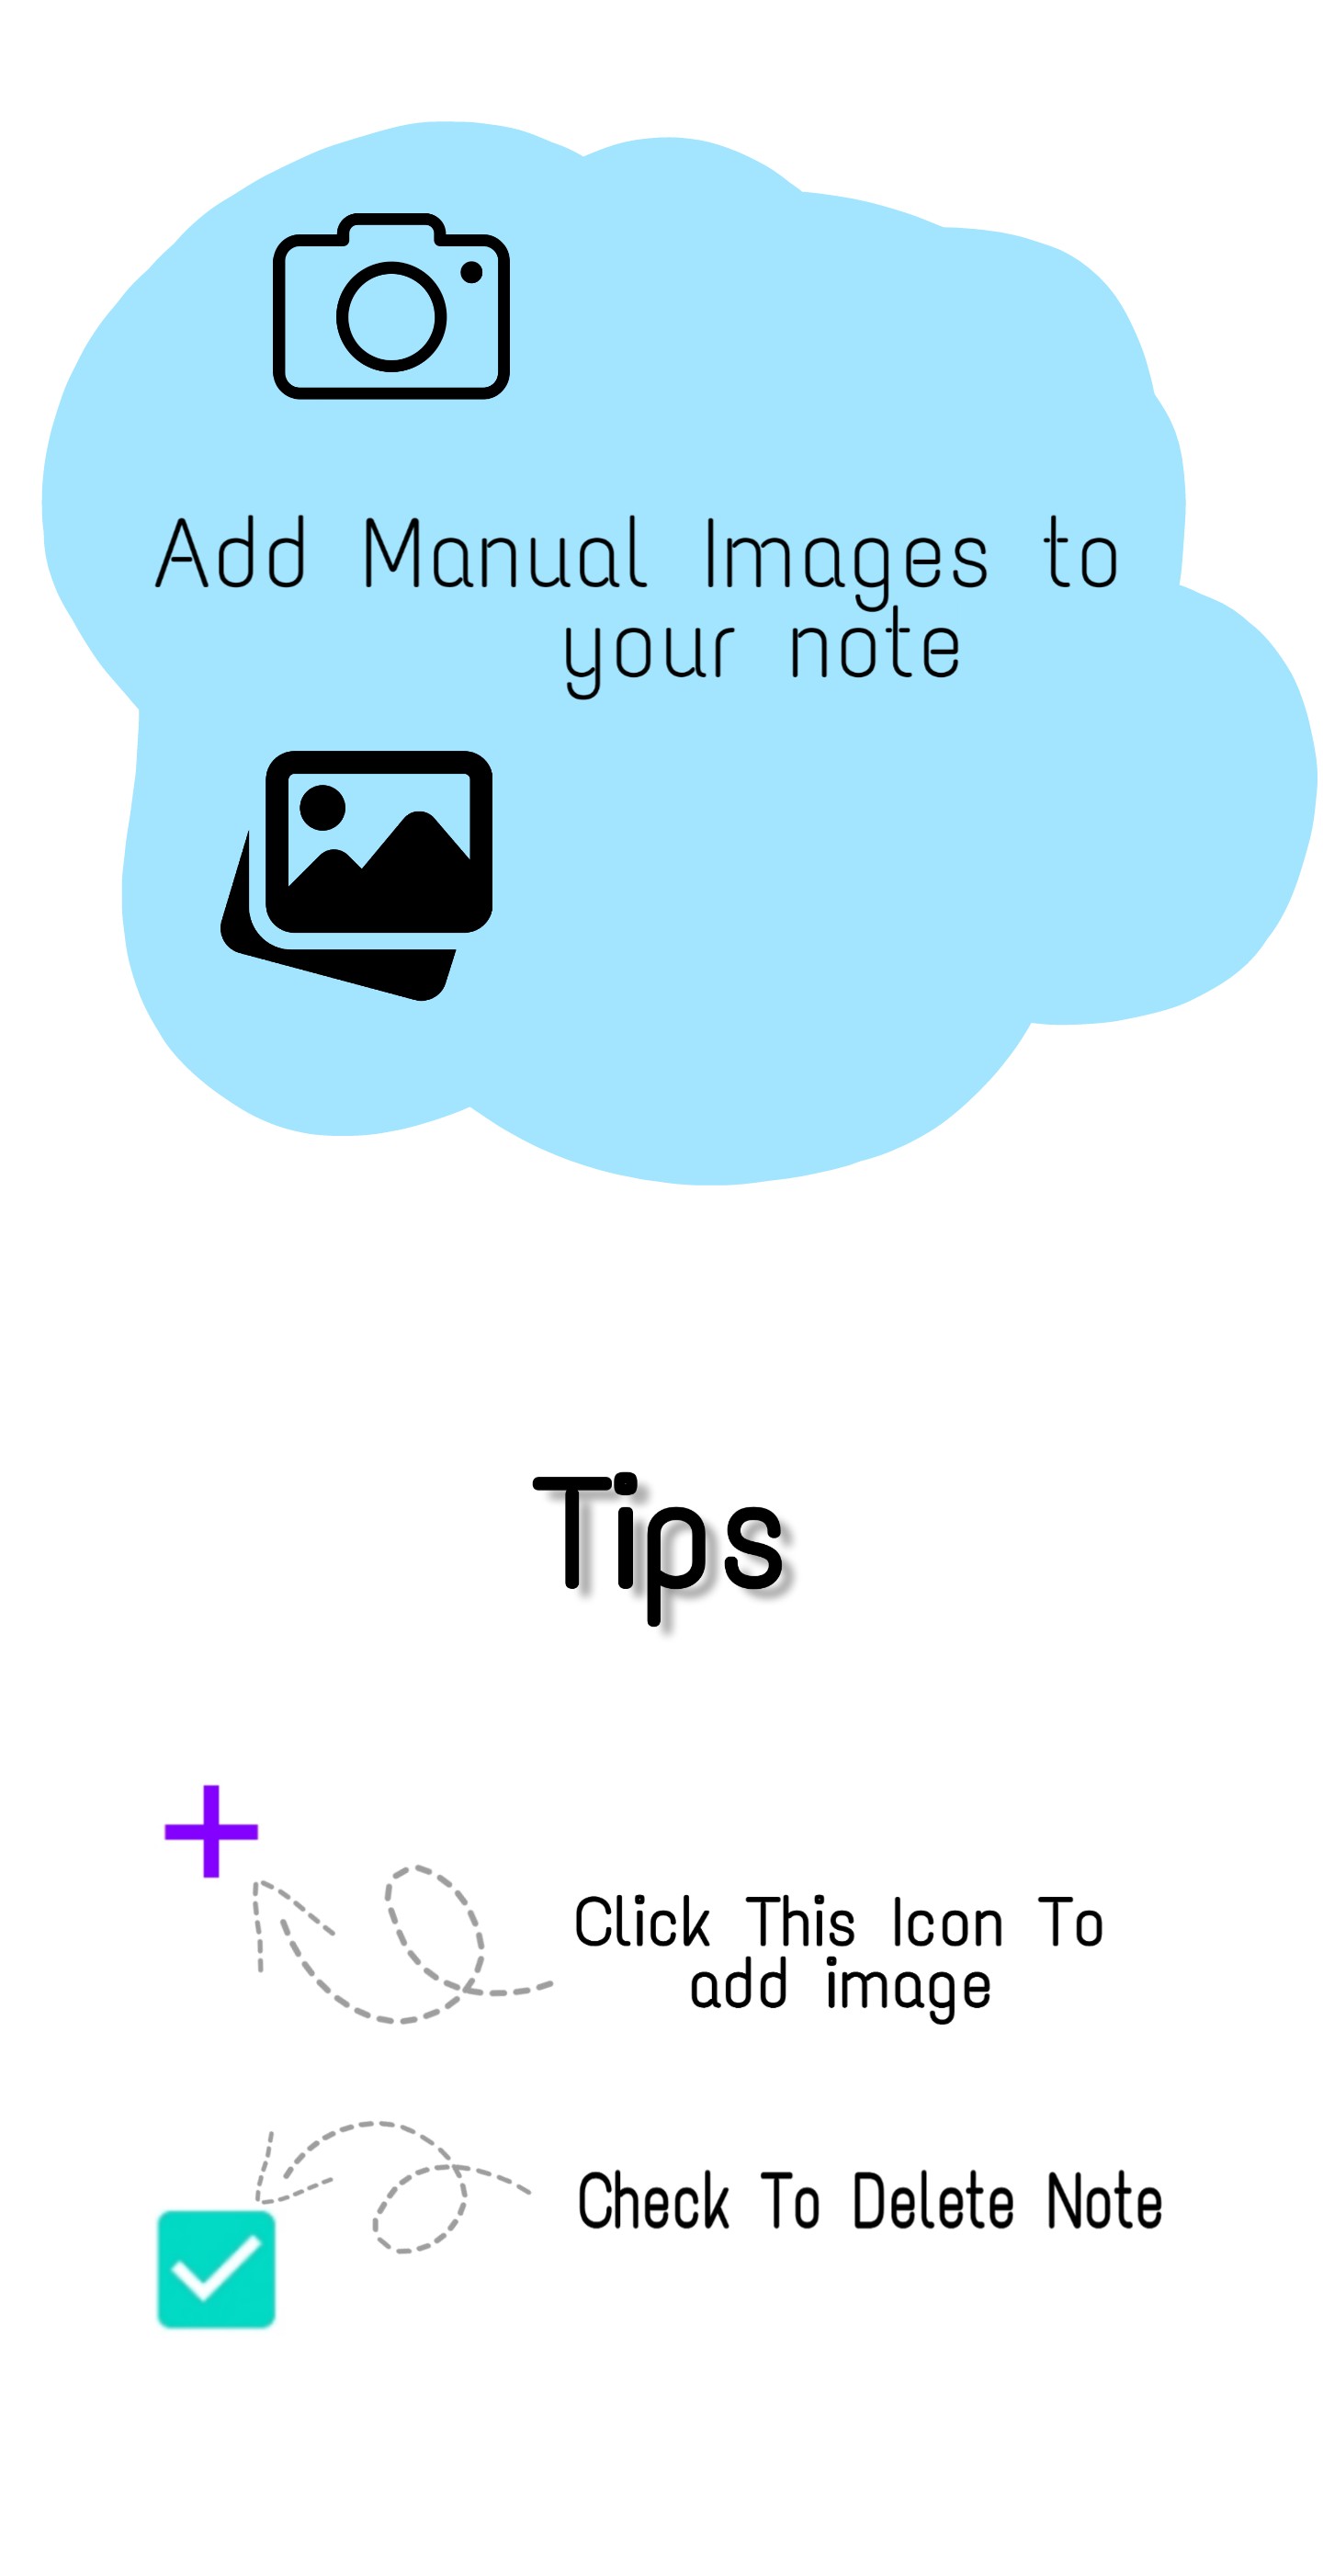 Add Manual Images to
your note
Tips
Click This Icon To
add image
Check To Delete Note